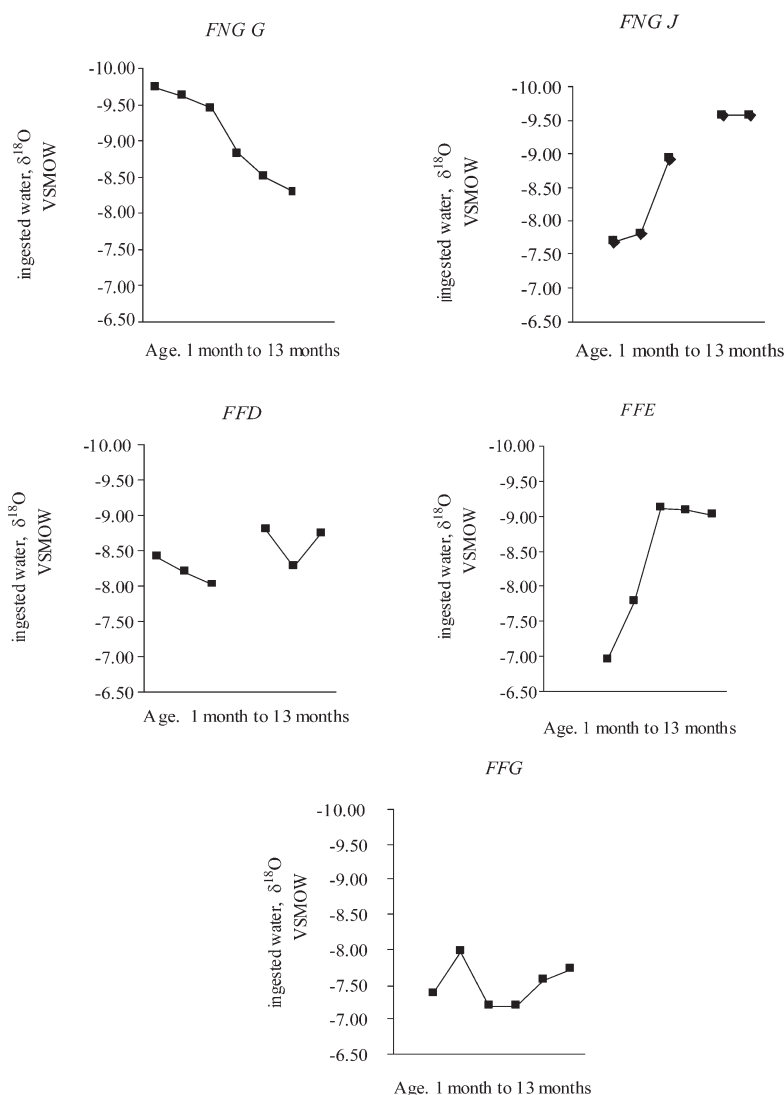 FNG G
-10.00
-9.50
-9.00
-8.50
-8.00
-7.50
-7.00
-6.50
ingested water, δ18O
VSMOW
Age. 1 month to 13 months
FNG J
-10.00
-9.50
-9.00
-8.50
-8.00
-7.50
-7.00
-6.50
ingested water, δ18O
VSMOW
Age. 1 month to 13 months
FFD
-10.00
-9.50
-9.00
-8.50
-8.00
-7.50
-7.00
-6.50
ingested water, δ18O
VSMOW
Age. 1 month to 13 months
FFE
-10.00
-9.50
-9.00
-8.50
-8.00
-7.50
-7.00
-6.50
ingested water, δ18O
VSMOW
Age. 1 month to 13 months
FFG
-10.00
-9.50
-9.00
-8.50
-8.00
-7.50
-7.00
-6.50
ingested water, δ18O
VSMOW
Age. 1 month to 13 months